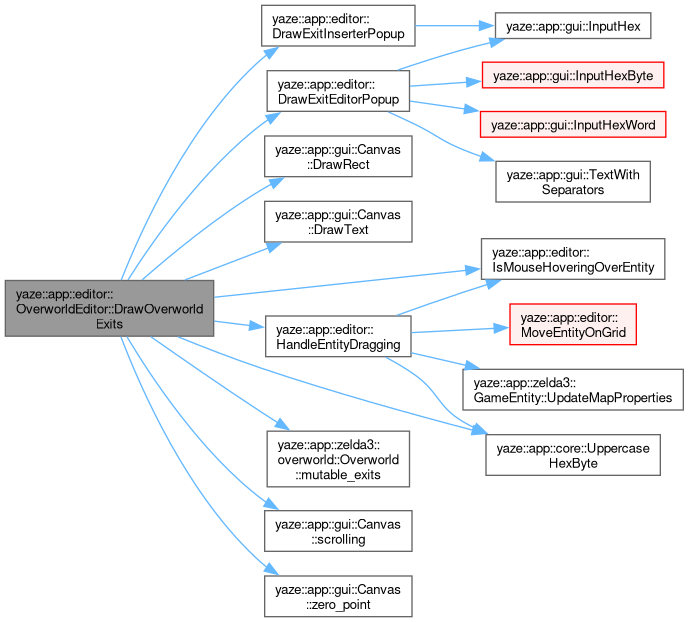 yaze::app::editor::
OverworldEditor::DrawOverworld
Exits
yaze::app::editor::
DrawExitInserterPopup
yaze::app::gui::InputHex
yaze::app::editor::
DrawExitEditorPopup
yaze::app::gui::InputHexByte
yaze::app::gui::InputHexWord
yaze::app::gui::TextWith
Separators
yaze::app::gui::Canvas
::DrawRect
yaze::app::gui::Canvas
::DrawText
yaze::app::editor::
IsMouseHoveringOverEntity
yaze::app::editor::
HandleEntityDragging
yaze::app::editor::
MoveEntityOnGrid
yaze::app::zelda3::
GameEntity::UpdateMapProperties
yaze::app::core::Uppercase
HexByte
yaze::app::zelda3::
overworld::Overworld
::mutable_exits
yaze::app::gui::Canvas
::scrolling
yaze::app::gui::Canvas
::zero_point